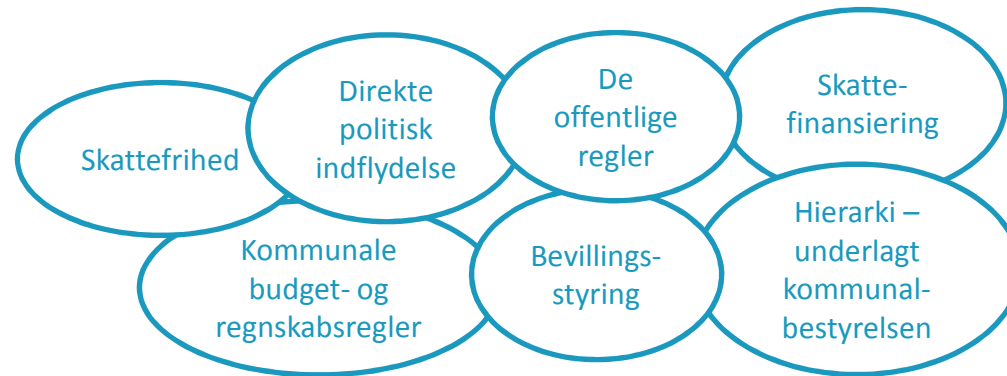 Skattefrihed
Direkte
politisk
indflydelse
De
offentlige
regler
Skatte-
finansiering
Kommunale
budget- og
regnskabsregler
Bevillings-
styring
Hierarki –
underlagt
kommunal-
bestyrelsen